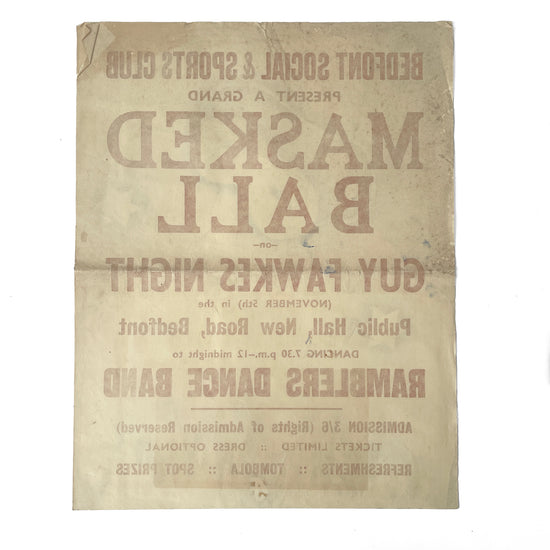 BEDFONT SOCIAL & SPORTS CLUB
PRESENT A GRAND
MASKED
BALL
—on—
GUY FAWKES NIGHT
(NOVEMBER 5th) in the
Public Hall, New Road, Bedfont
DANCING 7.30 p.m.—12 midnight to
RAMBLERS DANCE BAND
ADMISSION 3/6 (Rights of Admission Reserved)
TICKETS LIMITED :: DRESS OPTIONAL
REFRESHMENTS :: TOMBOLA :: SPOT PRIZES